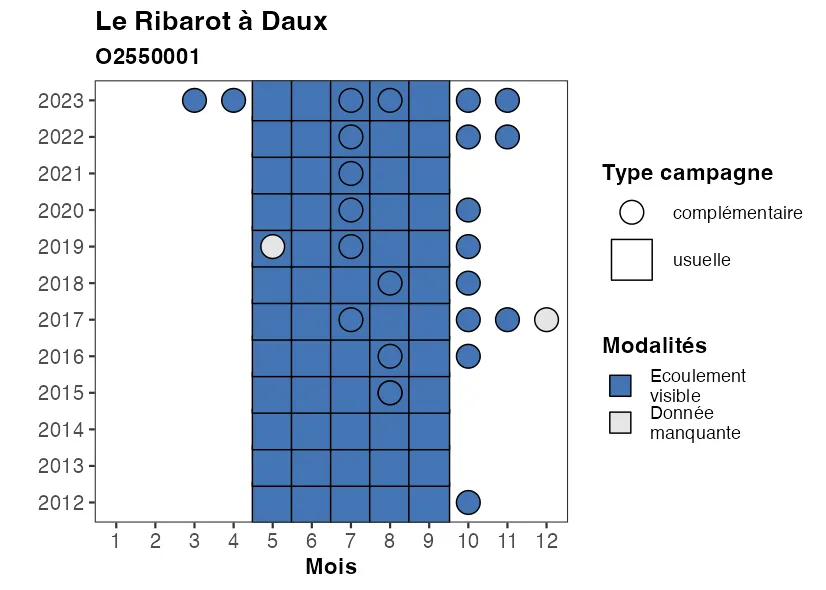 Le Ribarot à Daux
O2550001
2023
2022
2021
2020
2019
2018
2017
2016
2015
2014
2013
2012
1 2 3 4 5 6 7 8 9 10 11 12
Mois
Type campagne
complémentaire
usuelle
Modalités
Ecoulement
visible
Donnée
manquante